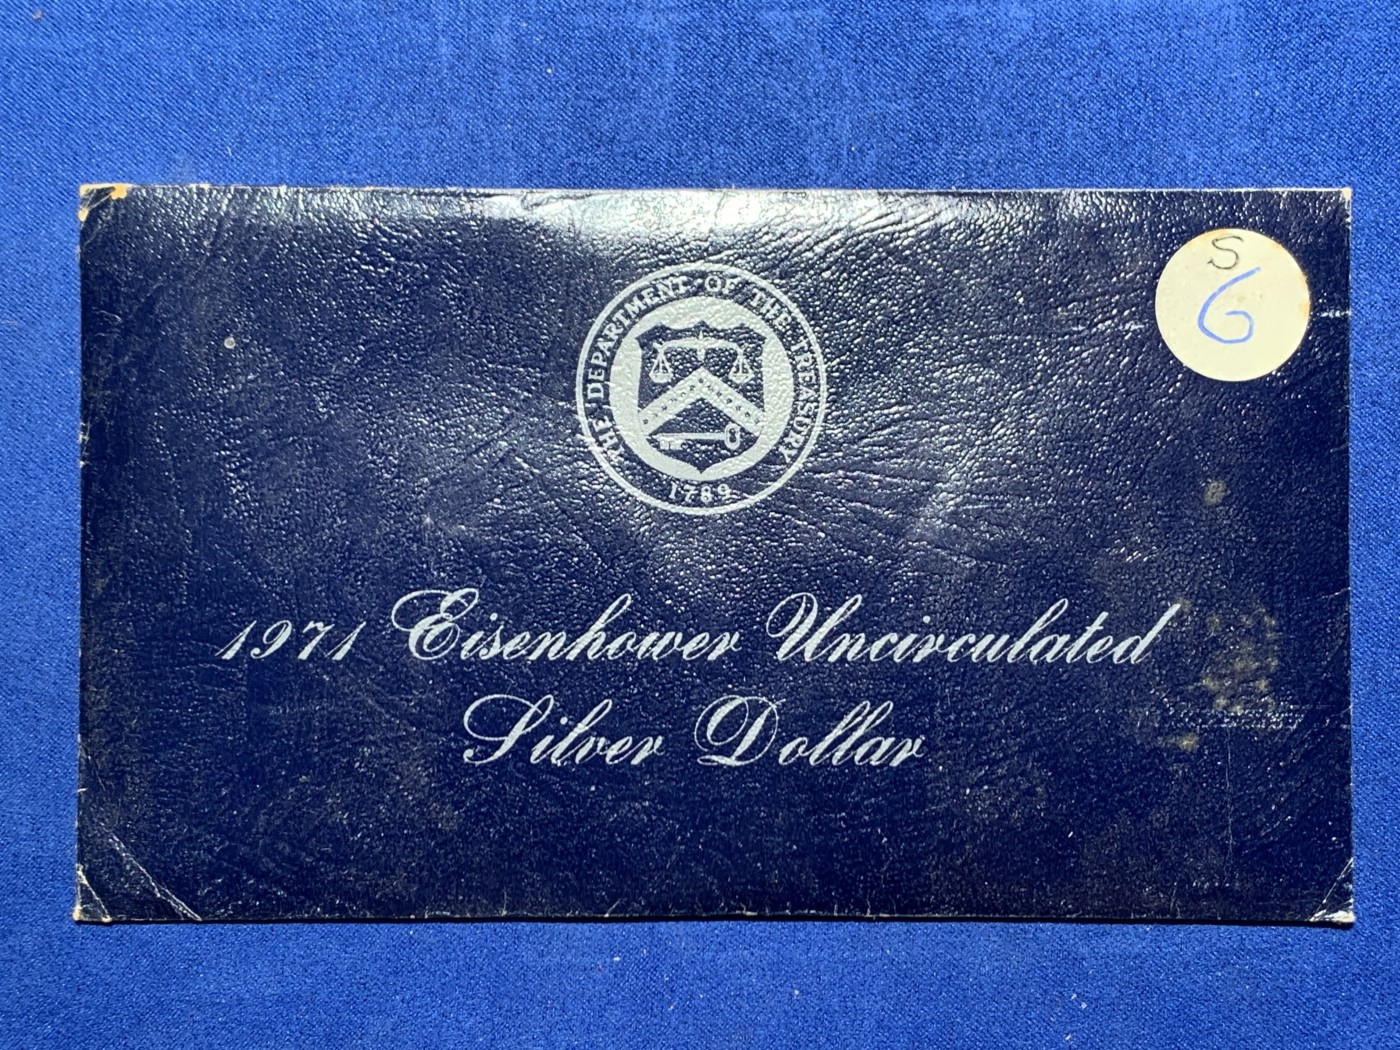 S
6
THE DEPARTMENT OF THE TREASURY
1789
1971 Eisenhower Uncirculated
Silver Dollar